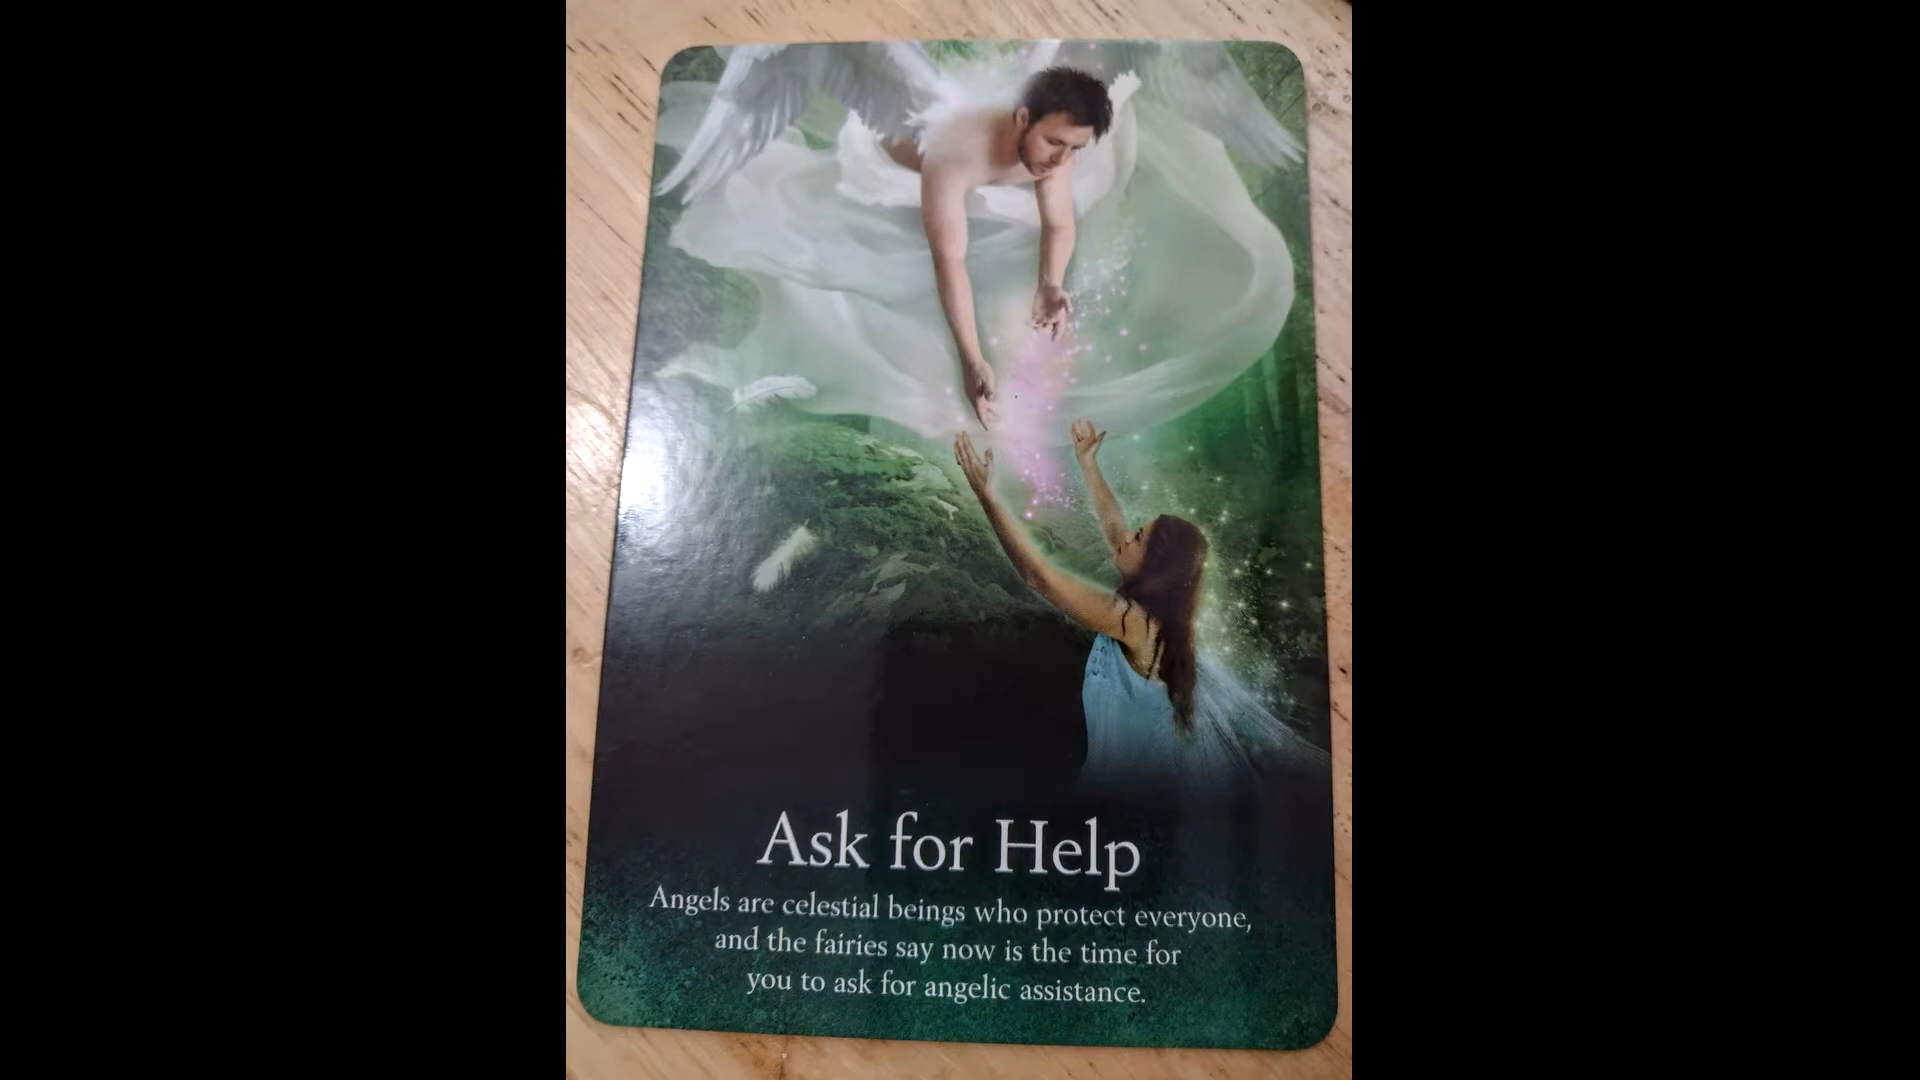 Ask for Help
Angels are celestial beings who protect everyone,
and the fairies say now is the time for
you to ask for angelic assistance.